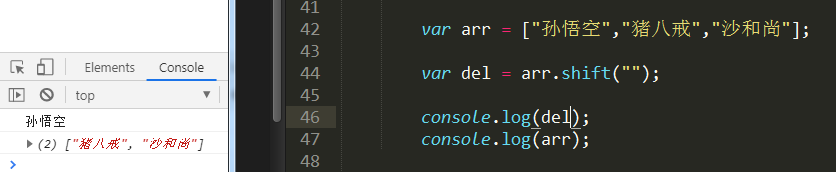 Elements Console
top
孙悟空
(2) ["猪八戒", "沙和尚"]
41
42 var arr = ["孙悟空","猪八戒","沙和尚"];
43
44 var del = arr.shift("");
45
46 console.log(del);
47 console.log(arr);
48